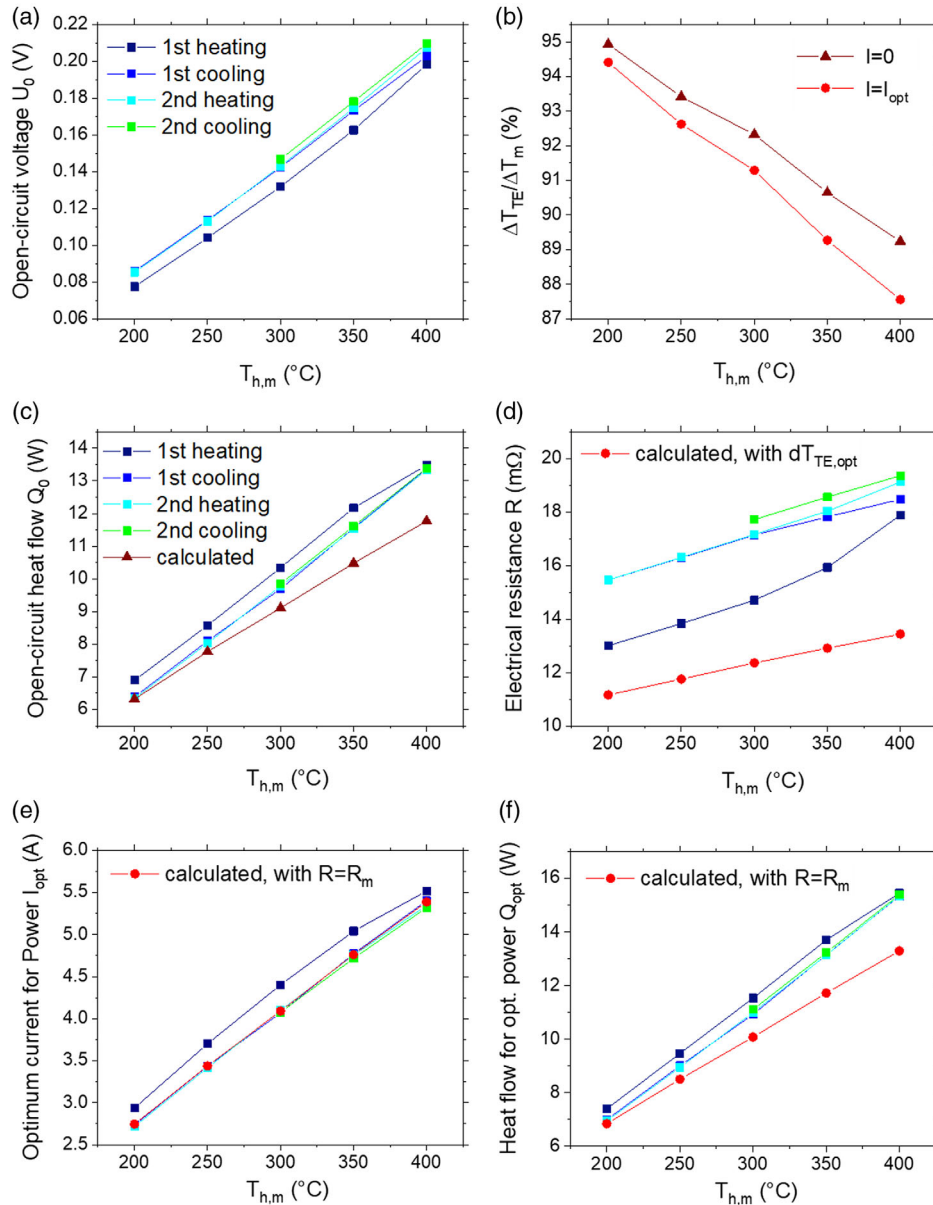 (a)
0.22
0.20
0.18
0.16
0.14
0.12
0.10
0.08
0.06
Open-circuit voltage U0 (V)
1st heating
1st cooling
2nd heating
2nd cooling
200 250 300 350 400
Th,m (°C)
(b)
95
94
93
92
91
90
89
88
87
ΔTTE/ΔTm (%)
I=0
I=Iopt
200 250 300 350 400
Th,m (°C)
(c)
14
13
12
11
10
9
8
7
6
Open-circuit heat flow Q0 (W)
1st heating
1st cooling
2nd heating
2nd cooling
calculated
200 250 300 350 400
Th,m (°C)
(d)
20
18
16
14
12
10
Electrical resistance R (mΩ)
calculated, with dTTE,opt
200 250 300 350 400
Th,m (°C)
(e)
6.0
5.5
5.0
4.5
4.0
3.5
3.0
2.5
Optimum current for Power Iopt (A)
calculated, with R=Rm
200 250 300 350 400
Th,m (°C)
(f)
16
14
12
10
8
6
Heat flow for opt. power Qopt (W)
calculated, with R=Rm
200 250 300 350 400
Th,m (°C)